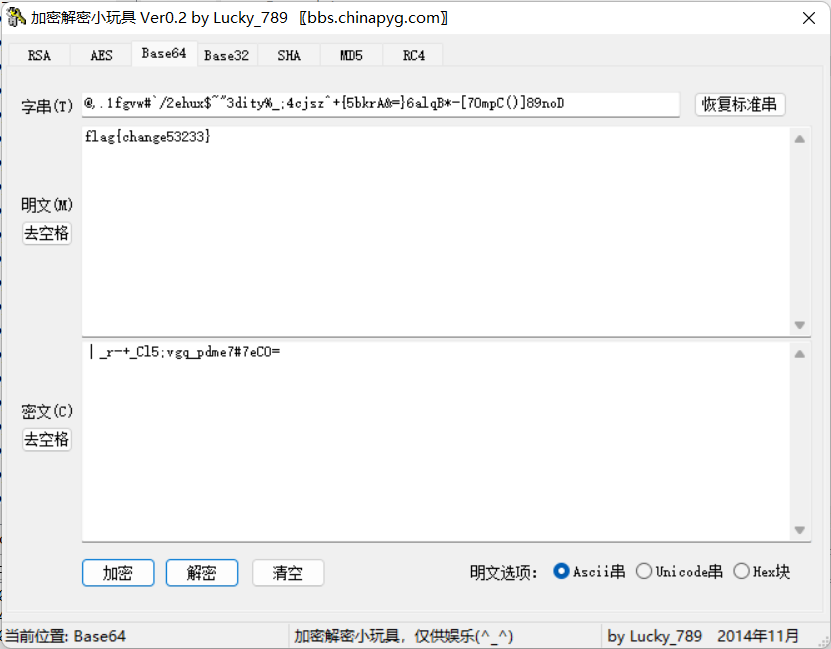 加密解密小玩具 Ver0.2 by Lucky_789 〖bbs.chinapyg.com〗
RSA AES Base64 Base32 SHA MD5 RC4
字串(T) @,.1fgvw#`/2ehux$~"3dity%_;4cjsz^+{5bkrA&=}6alqB*-[70mpC()]89noD 恢复标准串
flag{change53233}
明文(M)
去空格
|_r-+_Cl5;vgq_pdme7#7eC0=
密文(C)
去空格
加密 解密 清空 明文选项: Ascii串 Unicode串 Hex块
当前位置: Base64 加密解密小玩具，仅供娱乐(^_^) by Lucky_789 2014年11月